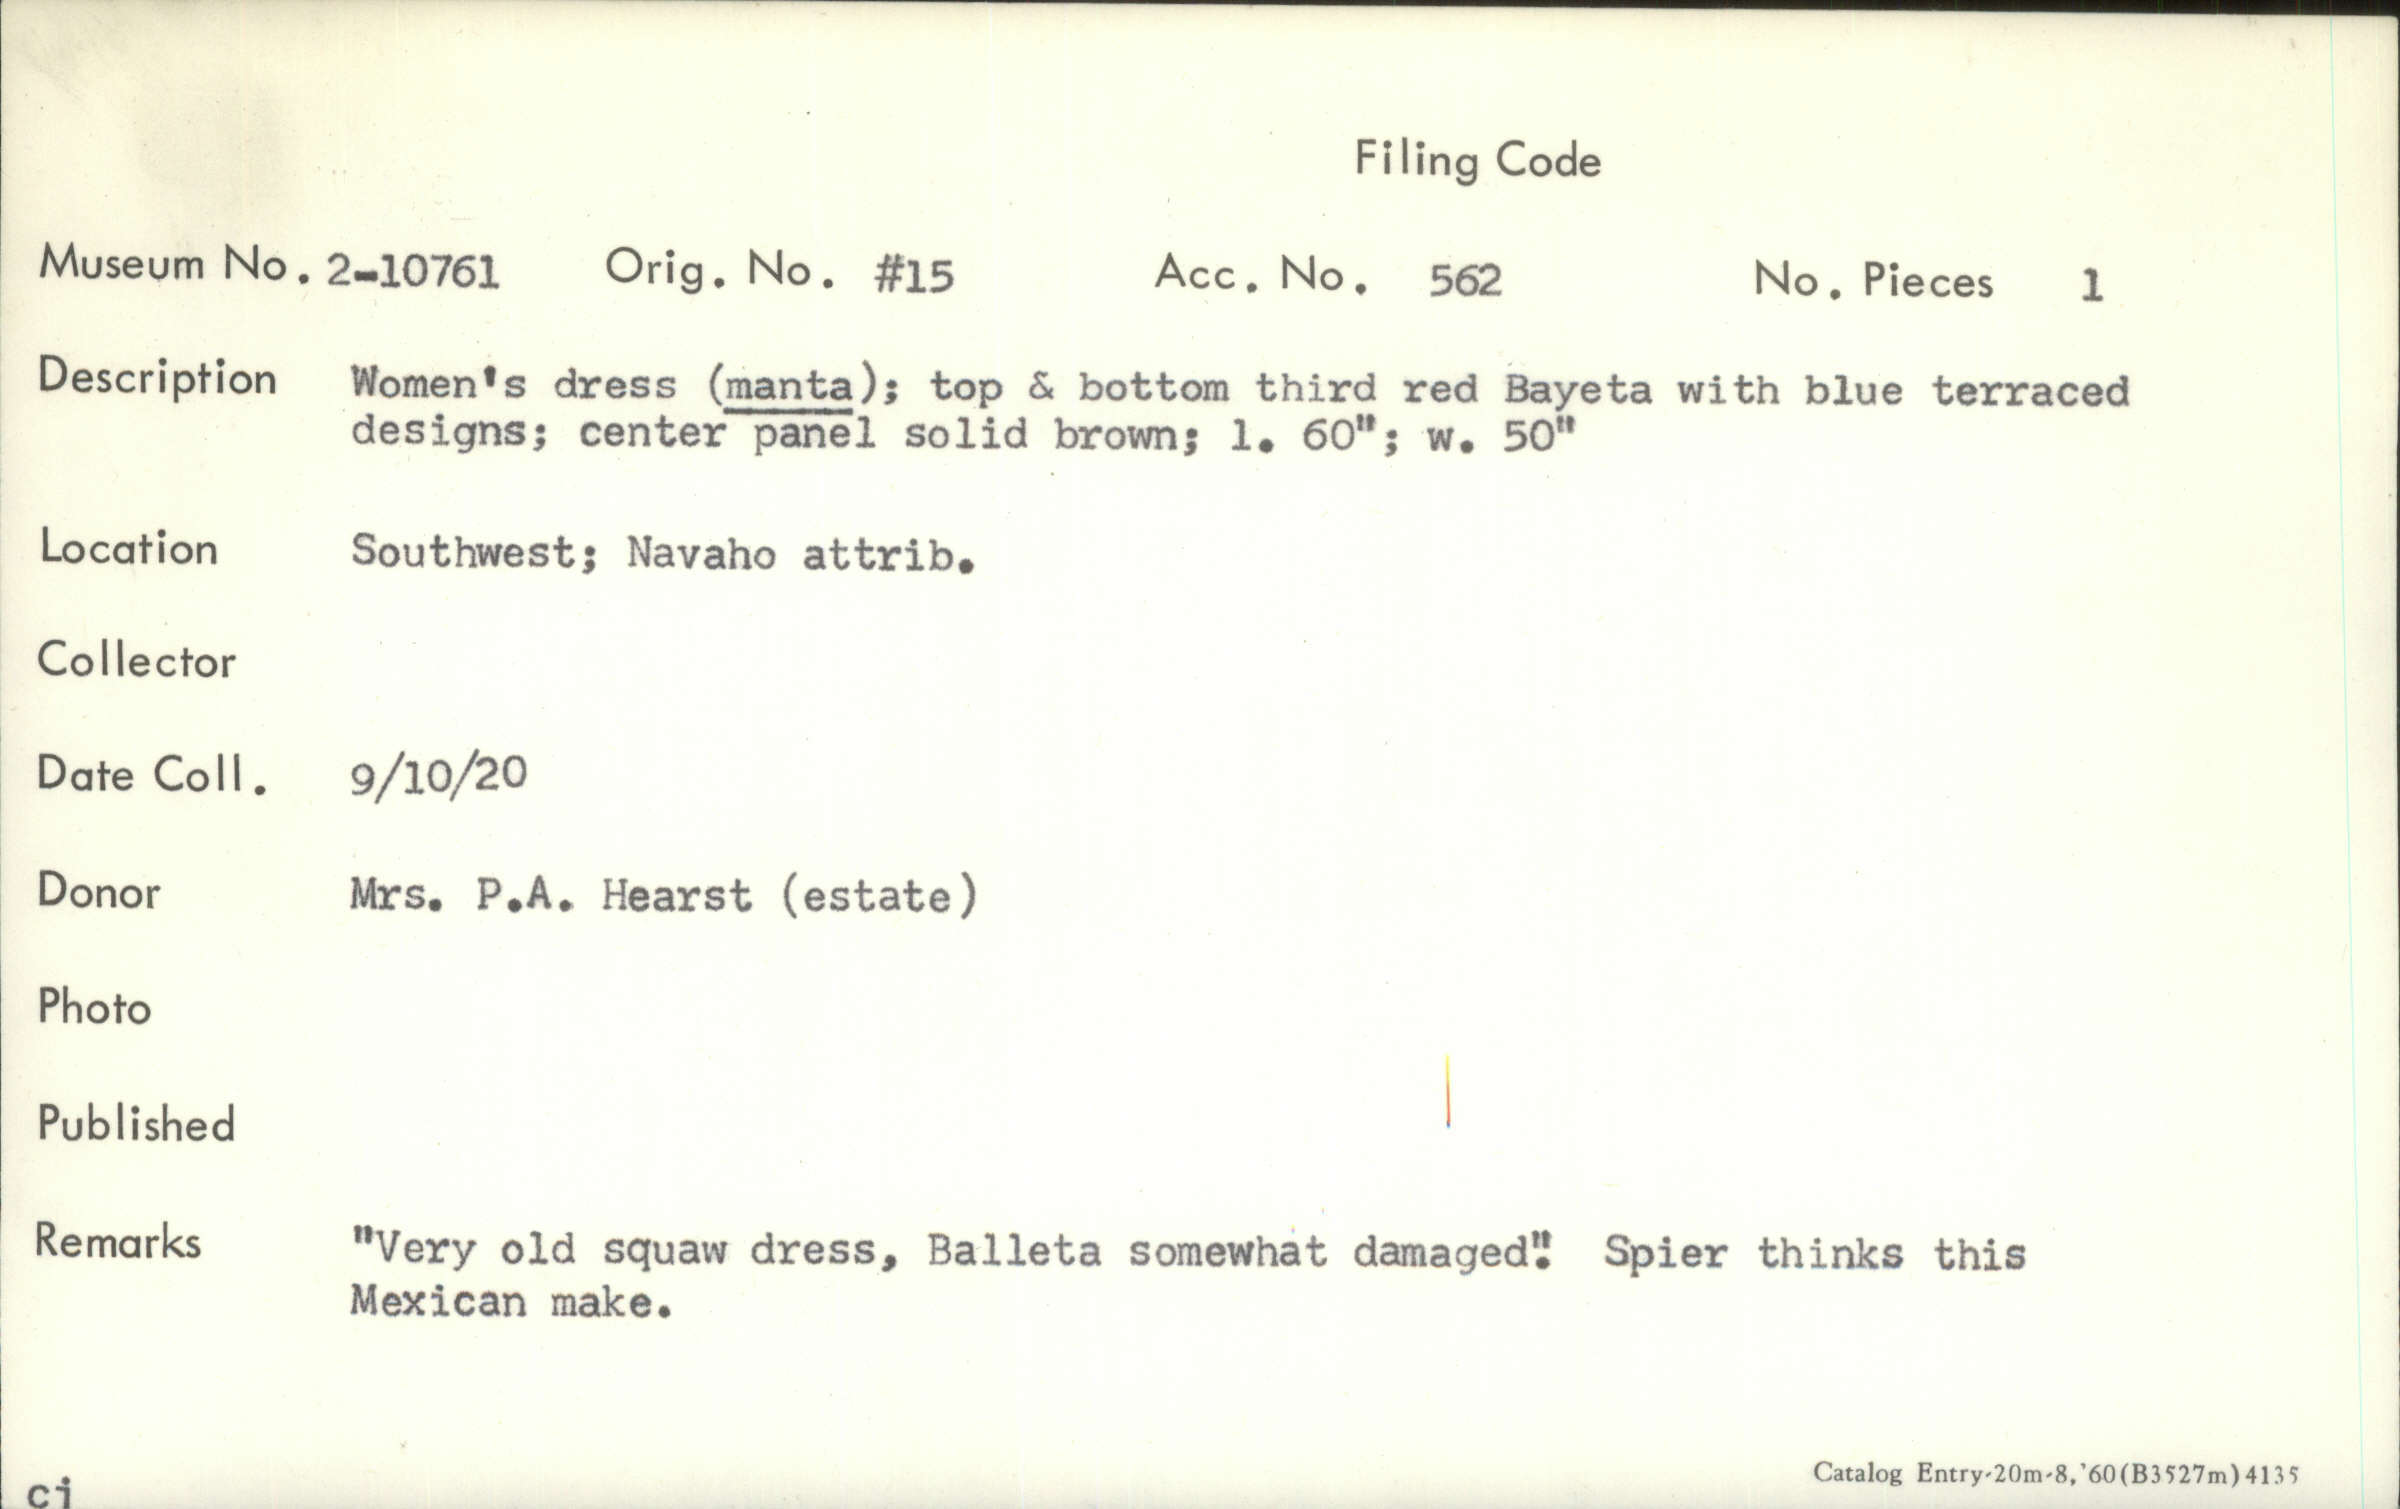 Filing Code
Museum No. 2-10761 Orig. No. #15 Acc. No. 562 No. Pieces 1
Description Women's dress (manta); top & bottom third red Bayeta with blue terraced
designs; center panel solid brown; l. 60"; w. 50"
Location Southwest; Navaho attrib.
Collector
Date Coll. 9/10/20
Donor Mrs. P.A. Hearst (estate)
Photo
Published
Remarks "Very old squaw dress, Balleta somewhat damaged". Spier thinks this
Mexican make.
Catalog Entry-20m-8,'60(B3527m)4135
cj